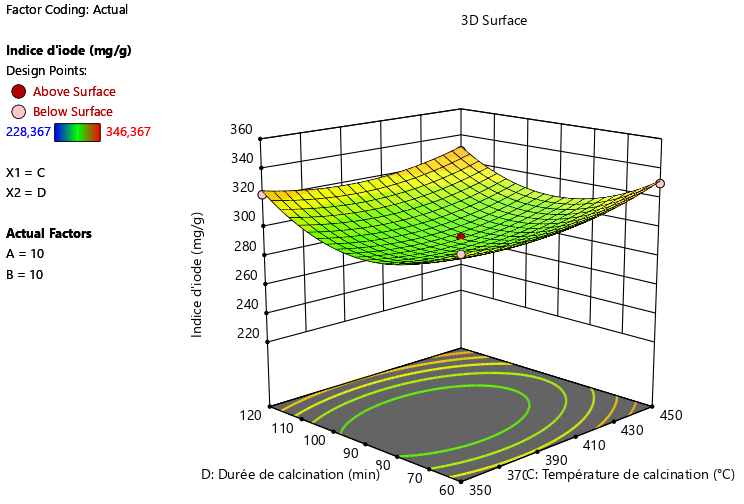 Factor Coding: Actual
3D Surface
Indice d'iode (mg/g)
Design Points:
Above Surface
Below Surface
228,367 346,367
X1 = C
X2 = D
Actual Factors
A = 10
B = 10
Indice d'iode (mg/g)
360
340
320
300
280
260
240
220
120
110
100
90
80
70
60
D: Durée de calcination (min)
350
370
390
410
430
450
C: Température de calcination (°C)